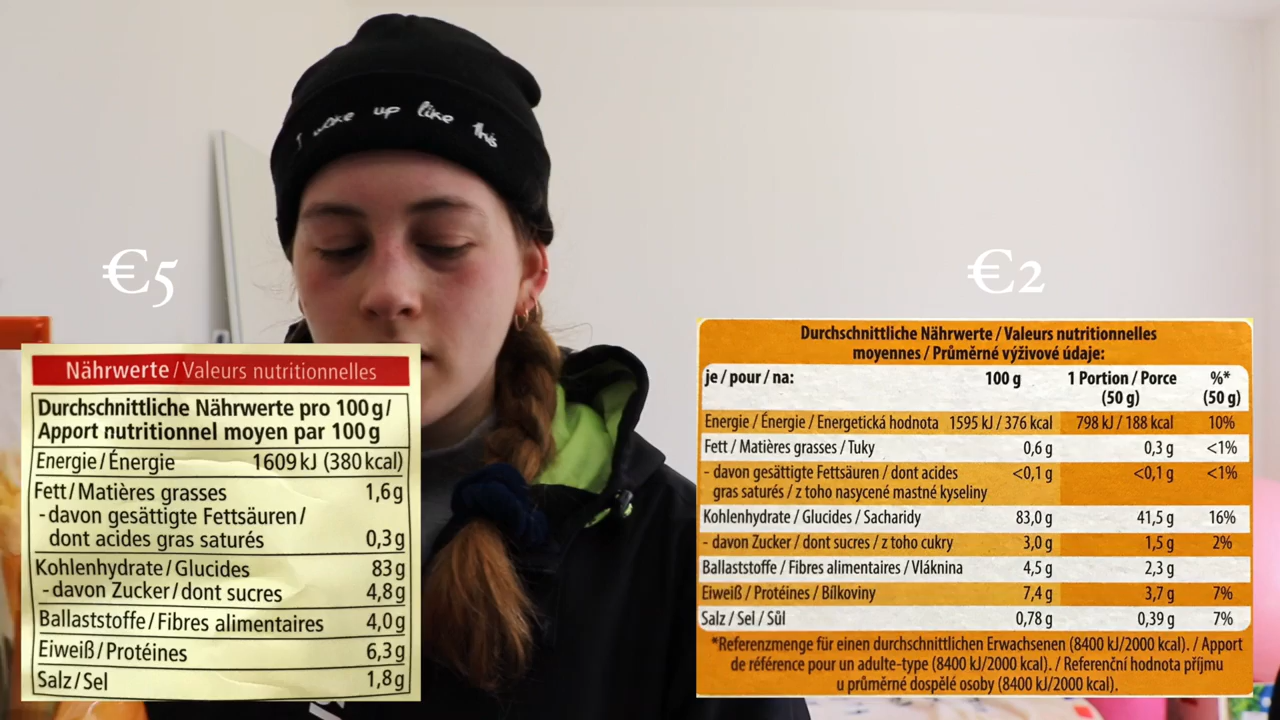 I woke up like this
€5
€2
Nährwerte / Valeurs nutritionnelles
Durchschnittliche Nährwerte pro 100 g /
Apport nutritionnel moyen par 100 g
Energie / Énergie 1609 kJ (380 kcal)
Fett / Matières grasses 1,6 g
- davon gesättigte Fettsäuren /
dont acides gras saturés 0,3 g
Kohlenhydrate / Glucides 83 g
- davon Zucker / dont sucres 4,8 g
Ballaststoffe / Fibres alimentaires 4,0 g
Eiweiß / Protéines 6,3 g
Salz / Sel 1,8 g
Durchschnittliche Nährwerte / Valeurs nutritionnelles
moyennes / Průměrné výživové údaje:
je / pour / na: 100 g 1 Portion / Porce %*
(50 g) (50 g)
Energie / Énergie / Energetická hodnota 1595 kJ / 376 kcal 798 kJ / 188 kcal 10%
Fett / Matières grasses / Tuky 0,6 g 0,3 g <1%
- davon gesättigte Fettsäuren / dont acides <0,1 g <0,1 g <1%
gras saturés / z toho nasycené mastné kyseliny
Kohlenhydrate / Glucides / Sacharidy 83,0 g 41,5 g 16%
- davon Zucker / dont sucres / z toho cukry 3,0 g 1,5 g 2%
Ballaststoffe / Fibres alimentaires / Vláknina 4,5 g 2,3 g
Eiweiß / Protéines / Bílkoviny 7,4 g 3,7 g 7%
Salz / Sel / Sůl 0,78 g 0,39 g 7%
*Referenzmenge für einen durchschnittlichen Erwachsenen (8400 kJ/2000 kcal). / Apport
de référence pour un adulte-type (8400 kJ/2000 kcal). / Referenční hodnota příjmu
u průměrné dospělé osoby (8400 kJ/2000 kcal).